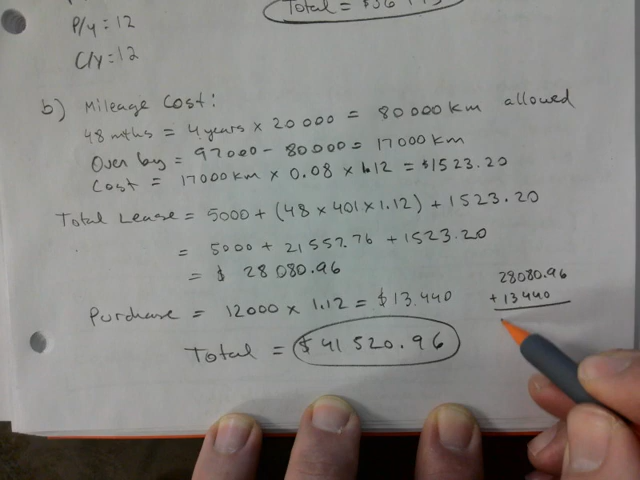 Total = $36
P/y = 12
C/y = 12
b) Mileage Cost:
48 mths = 4 years x 20 000 = 80 000 km allowed
Over by = 97000 - 80000 = 17000 km
Cost = 17000 km x 0.08 x 1.12 = $1523.20
Total Lease = 5000 + (48 x 401 x 1.12) + 1523.20
= 5000 + 21557.76 + 1523.20
= $ 28 080.96
28080.96
+ 13440
Purchase = 12000 x 1.12 = $13.440
Total = $41 520.96